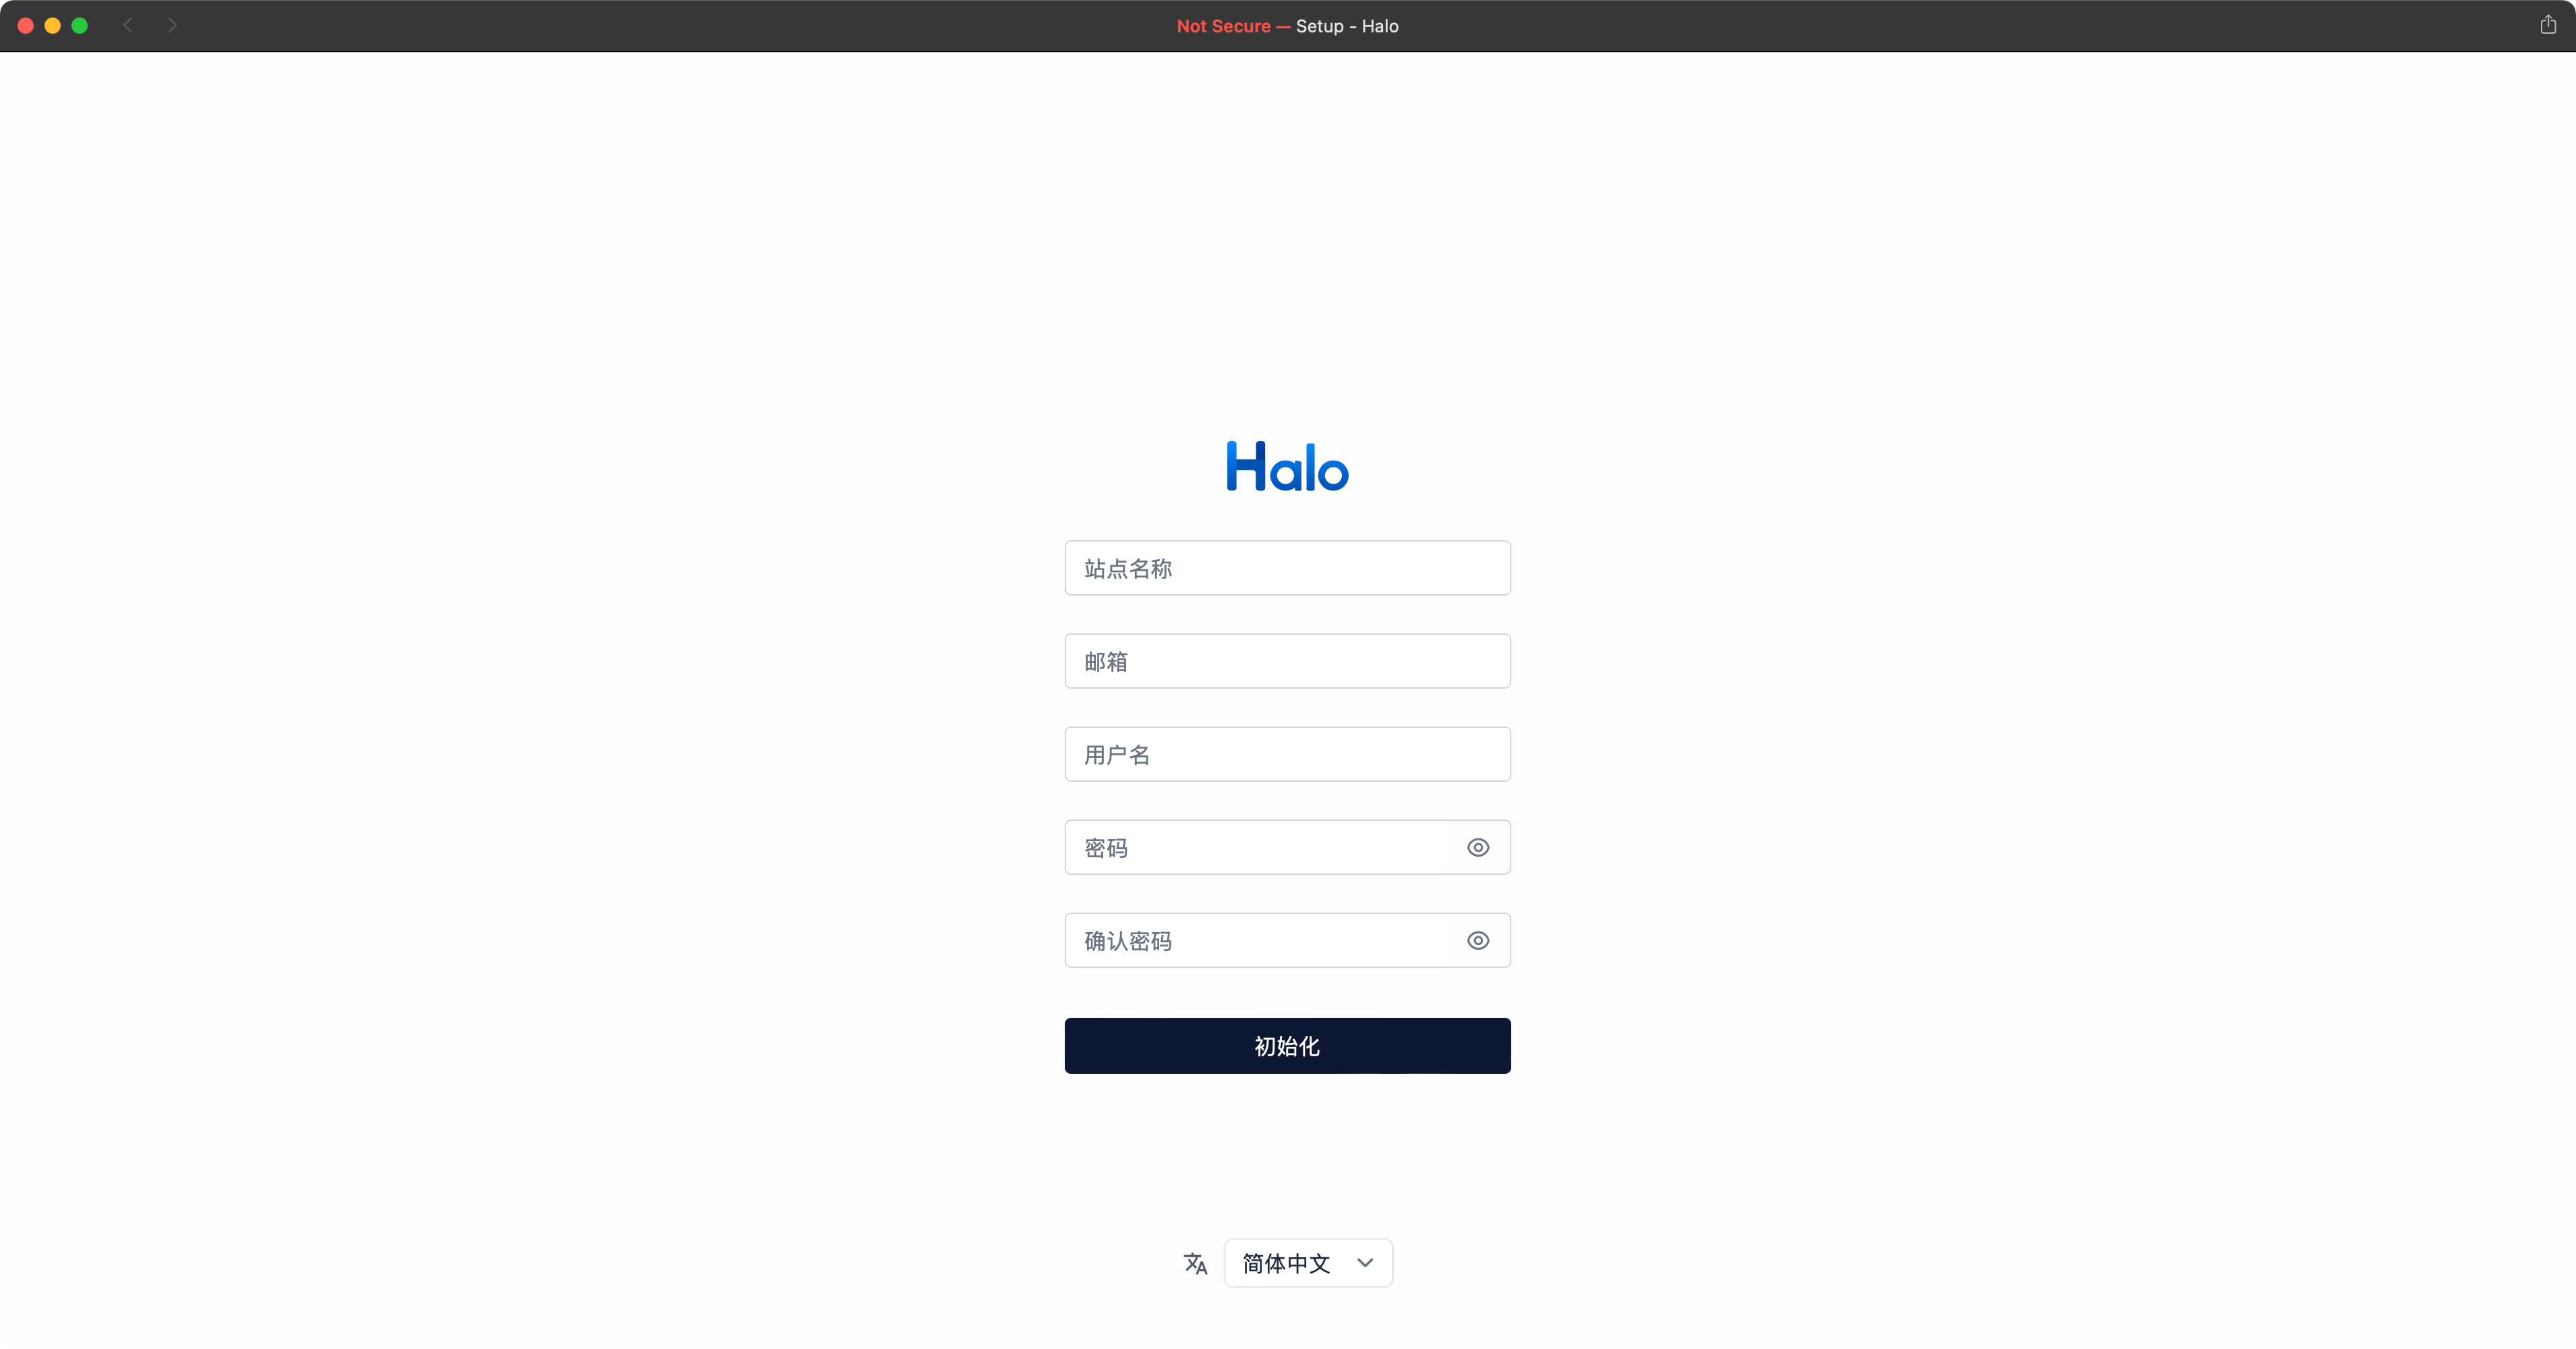 Not Secure — Setup - Halo
Halo
站点名称
邮箱
用户名
密码
确认密码
初始化
简体中文